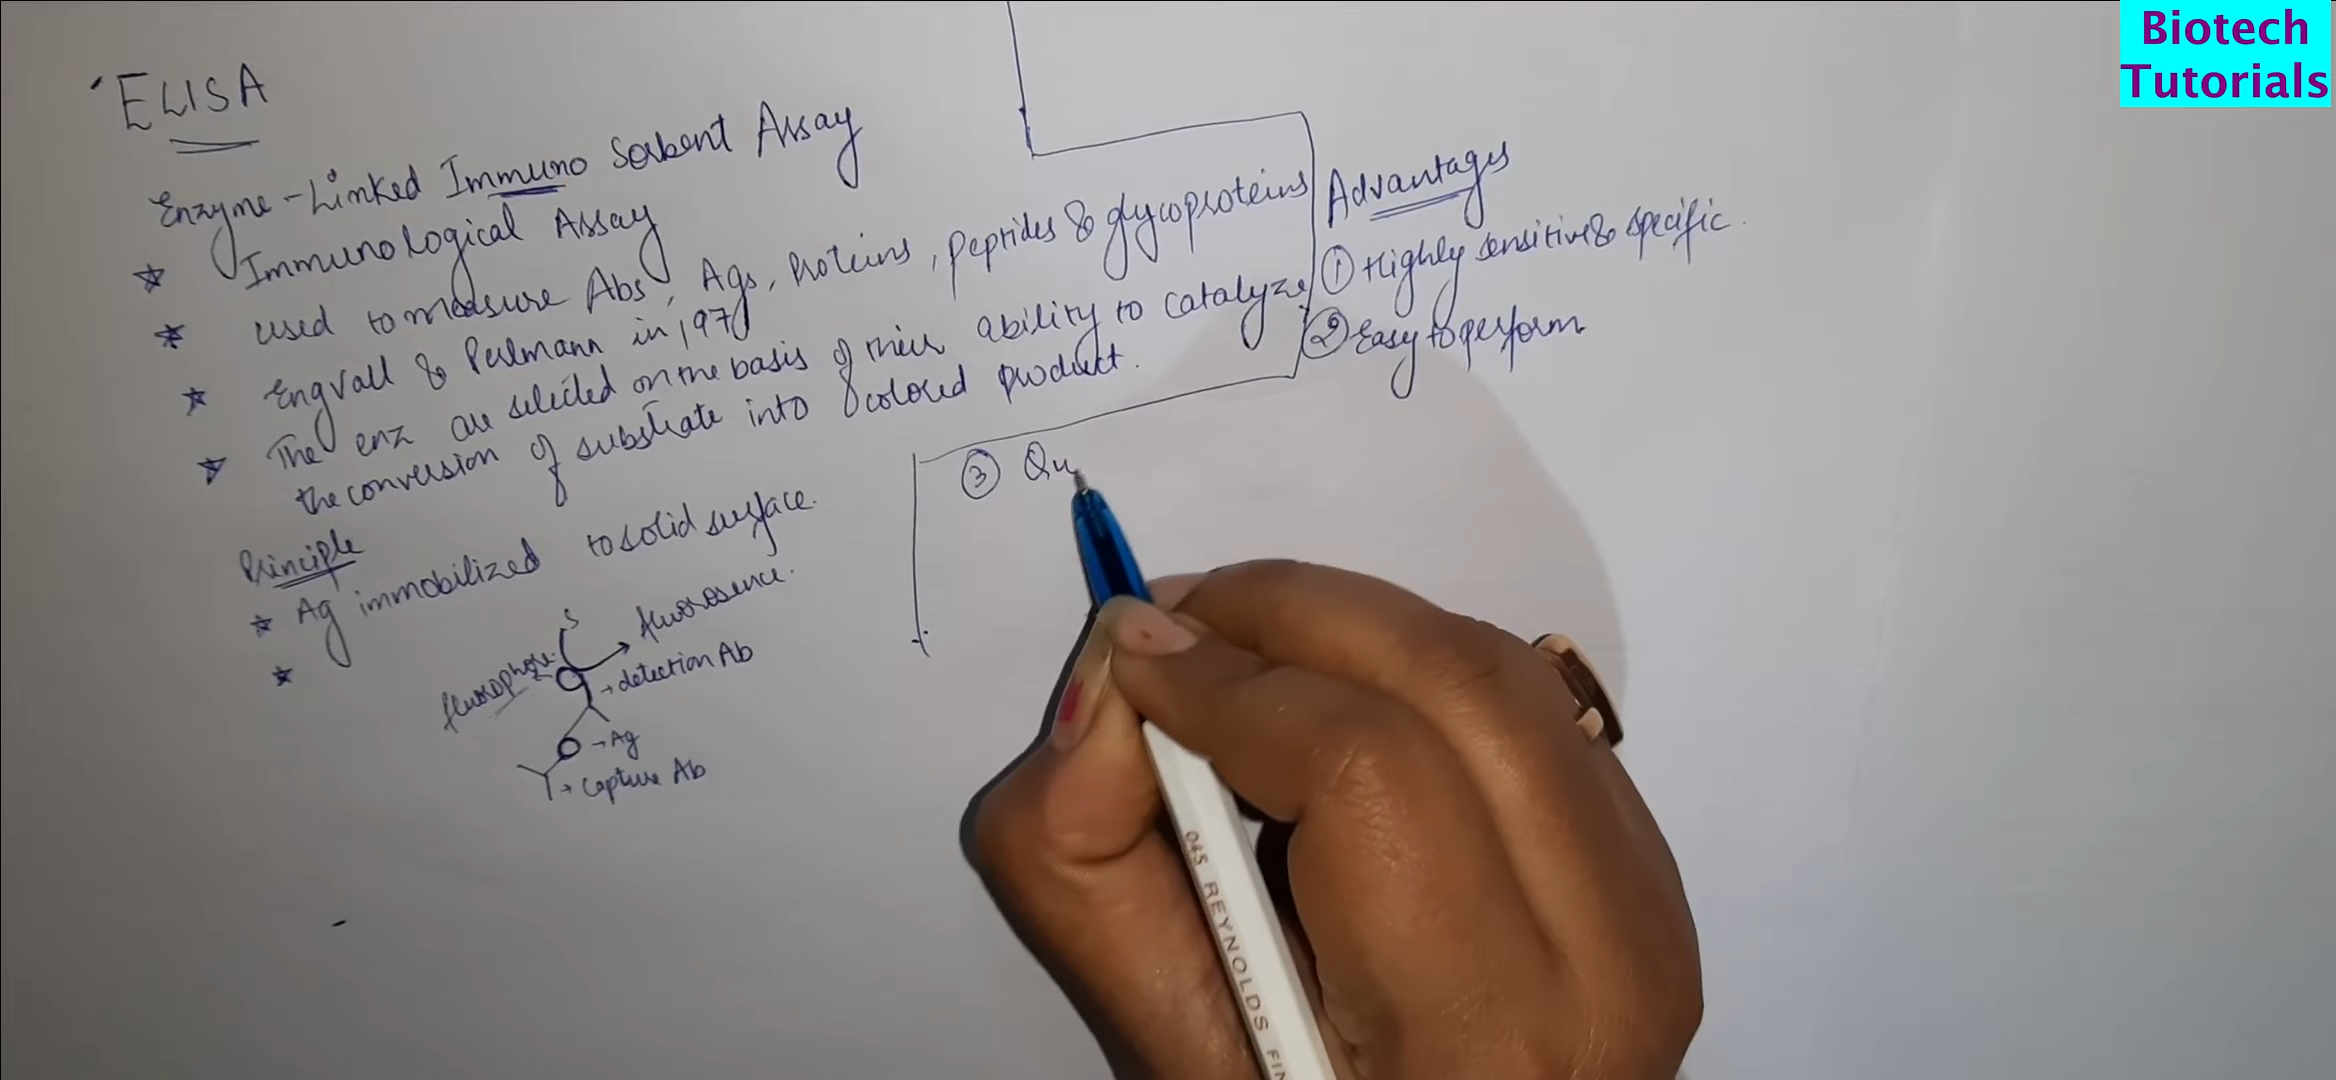 ELISA
Enzyme-Linked Immuno Sorbent Assay
* Immunological Assay
* used to measure Abs, Ags, Proteins, peptides & glycoproteins
* Engvall & Perlmann in 1971
* The enz are selected on the basis of their ability to catalyze
the conversion of substrate into colored product.
Principle
* Ag immobilized to solid surface.
*
S
fluorosence.
fluorophore.
→ detection Ab
→ Ag
→ capture Ab
Advantages
① Highly sensitive & specific.
② Easy to perform
③ Qu
045 REYNOLDS FIN
Biotech
Tutorials